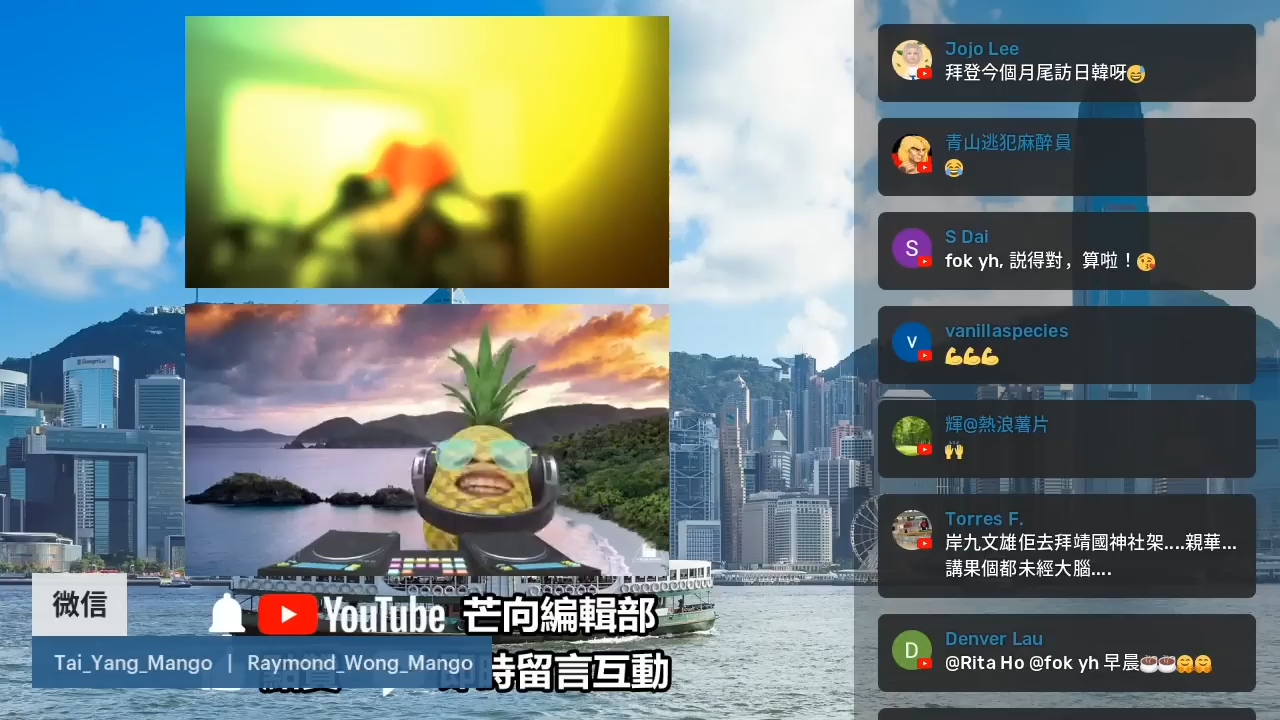 Jojo Lee
拜登今個月尾訪日韓呀😅
青山逃犯麻醉員
😂
S Dai
fok yh, 説得對，算啦！😘
vanillaspecies
💪💪💪
輝@熱浪薯片
🙌
Torres F.
岸九文雄佢去拜靖國神社架....親華...
講果個都未經大腦....
Denver Lau
@Rita Ho @fok yh 早晨☕☕🤗🤗
微信
YouTube 芒向編輯部
Tai_Yang_Mango | Raymond_Wong_Mango
時留言互動